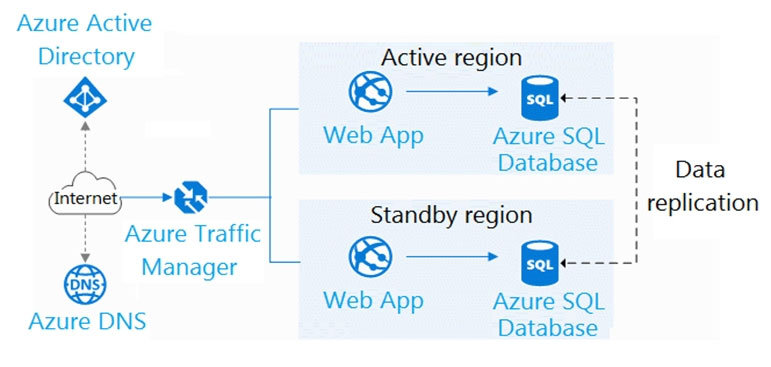 Azure Active
Directory
Internet
DNS
Azure DNS
Azure Traffic
Manager
Active region
Web App
SQL
Azure SQL
Database
Standby region
Web App
SQL
Azure SQL
Database
Data
replication